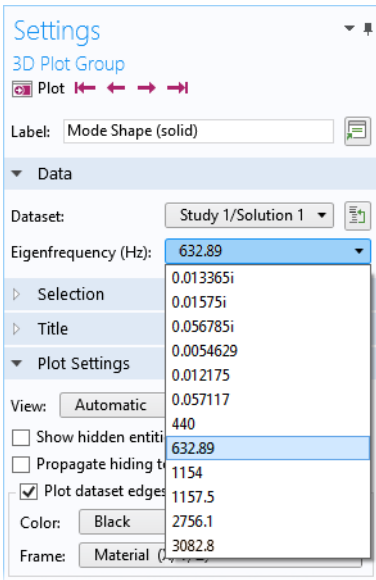 Settings
3D Plot Group
Plot
Label: Mode Shape (solid)
Data
Dataset: Study 1/Solution 1
Eigenfrequency (Hz): 632.89
0.013365i
0.01575i
Selection
0.056785i
Title
0.0054629
Plot Settings
0.012175
0.057117
View: Automatic
440
Show hidden entiti
632.89
Propagate hiding t
1154
Plot dataset edges
1157.5
Color: Black
2756.1
3082.8
Frame: Material